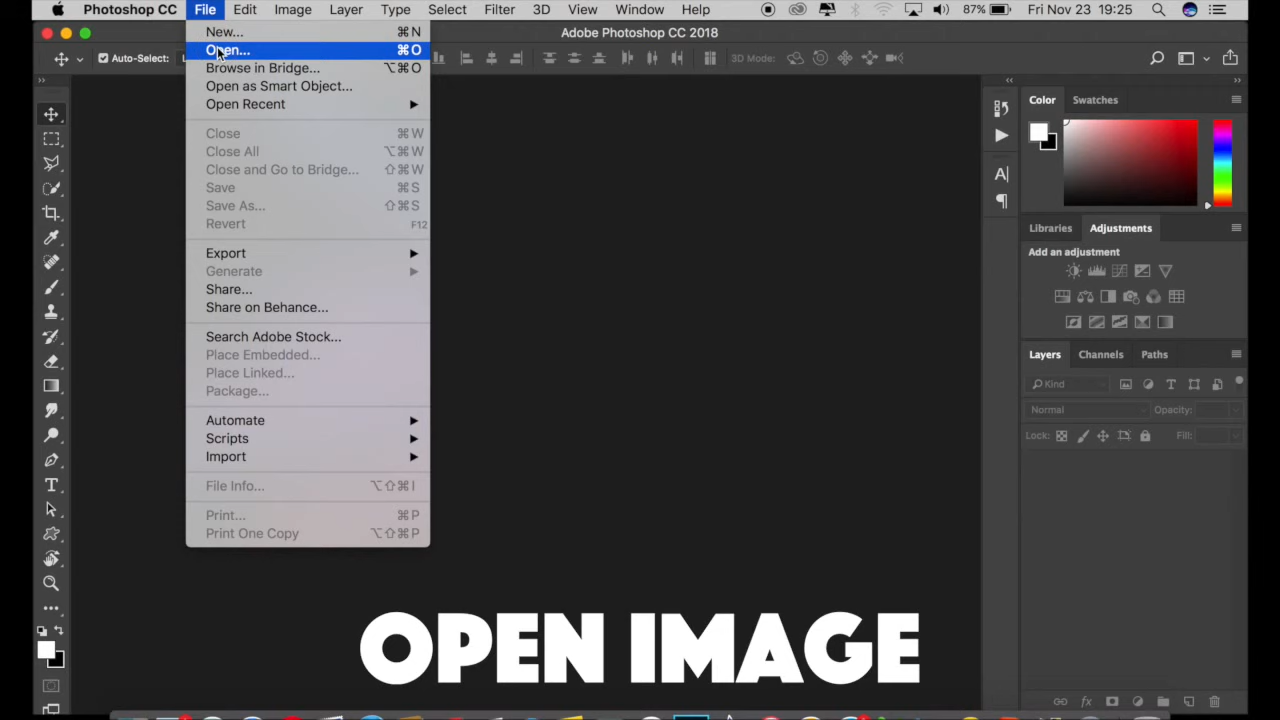 Photoshop CC File Edit Image Layer Type Select Filter 3D View Window Help 87% Fri Nov 23 19:25
Adobe Photoshop CC 2018
Auto-Select: 3D Mode:
New... ⌘N
Open... ⌘O
Browse in Bridge... ⌥⌘O
Open as Smart Object...
Open Recent
Close ⌘W
Close All ⌥⌘W
Close and Go to Bridge... ⇧⌘W
Save ⌘S
Save As... ⇧⌘S
Revert F12
Export
Generate
Share...
Share on Behance...
Search Adobe Stock...
Place Embedded...
Place Linked...
Package...
Automate
Scripts
Import
File Info... ⌥⇧⌘I
Print... ⌘P
Print One Copy ⌥⇧⌘P
Color Swatches
Libraries Adjustments
Add an adjustment
Layers Channels Paths
Kind
Normal Opacity:
Lock: Fill:
OPEN IMAGE